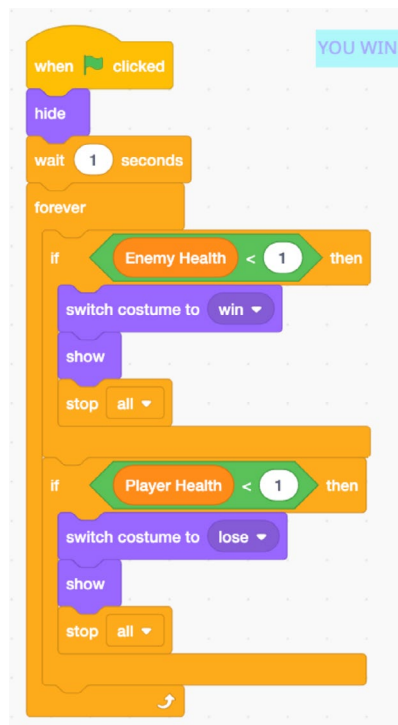 YOU WIN
when clicked
hide
wait 1 seconds
forever
if Enemy Health < 1 then
switch costume to win
show
stop all
if Player Health < 1 then
switch costume to lose
show
stop all